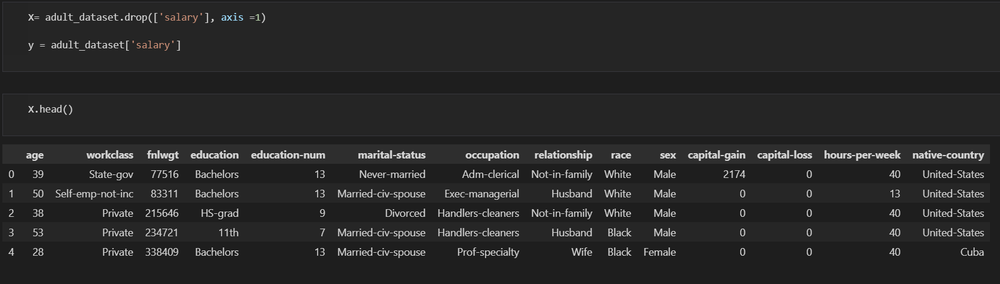 X= adult_dataset.drop(['salary'], axis =1)
y = adult_dataset['salary']
X.head()
age workclass fnlwgt education education-num marital-status occupation relationship race sex capital-gain capital-loss hours-per-week native-country
0 39 State-gov 77516 Bachelors 13 Never-married Adm-clerical Not-in-family White Male 2174 0 40 United-States
1 50 Self-emp-not-inc 83311 Bachelors 13 Married-civ-spouse Exec-managerial Husband White Male 0 0 13 United-States
2 38 Private 215646 HS-grad 9 Divorced Handlers-cleaners Not-in-family White Male 0 0 40 United-States
3 53 Private 234721 11th 7 Married-civ-spouse Handlers-cleaners Husband Black Male 0 0 40 United-States
4 28 Private 338409 Bachelors 13 Married-civ-spouse Prof-specialty Wife Black Female 0 0 40 Cuba